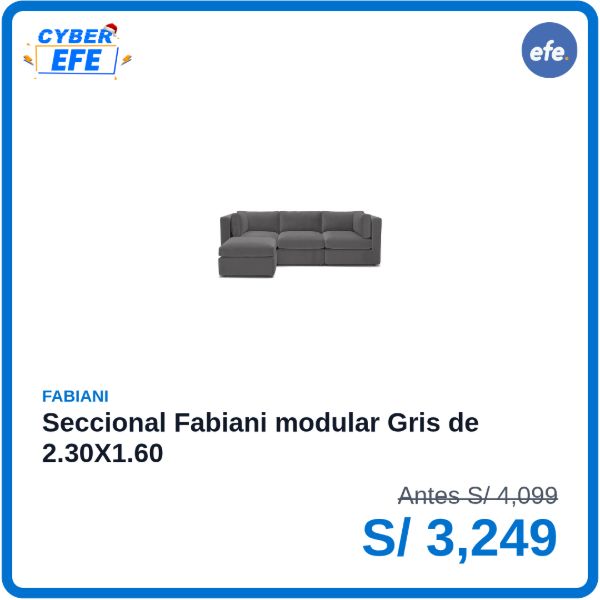 CYBER
EFE
efe.
FABIANI
Seccional Fabiani modular Gris de
2.30X1.60
Antes S/ 4,099
S/ 3,249